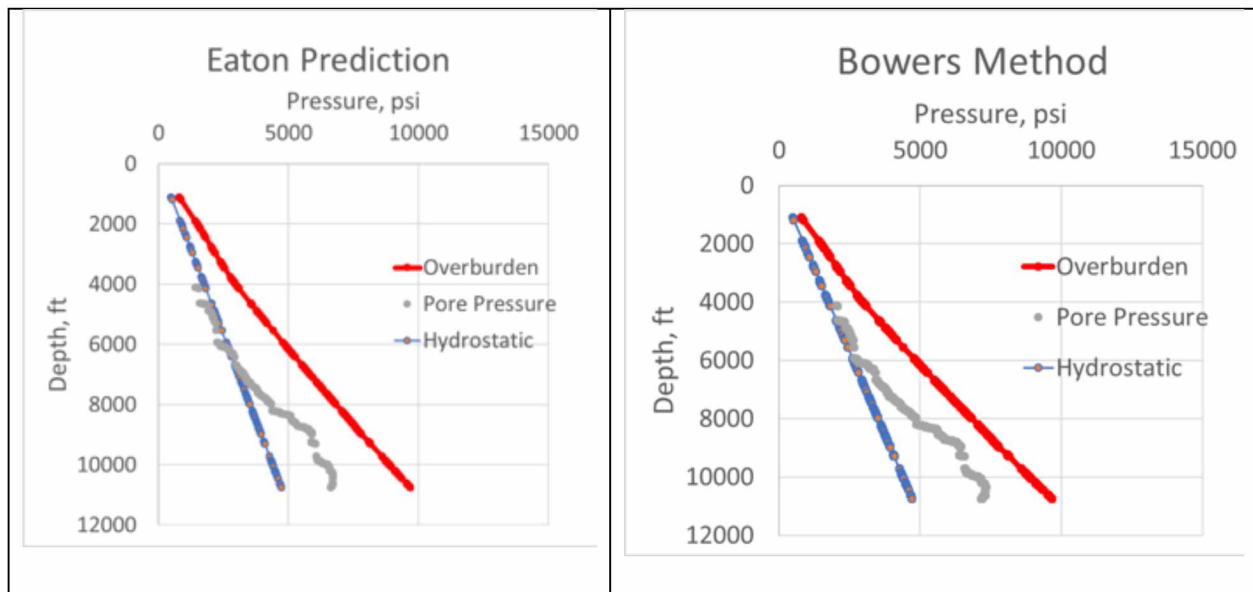 Eaton Prediction
Pressure, psi
0 5000 10000 15000
0
2000
4000
6000
8000
10000
12000
Depth, ft
Overburden
Pore Pressure
Hydrostatic
Bowers Method
Pressure, psi
0 5000 10000 15000
0
2000
4000
6000
8000
10000
12000
Depth, ft
Overburden
Pore Pressure
Hydrostatic